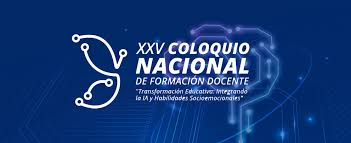 XXV COLOQUIO
NACIONAL
DE FORMACIÓN DOCENTE
"Transformación Educativa: Integrando
la IA y Habilidades Socioemocionales"